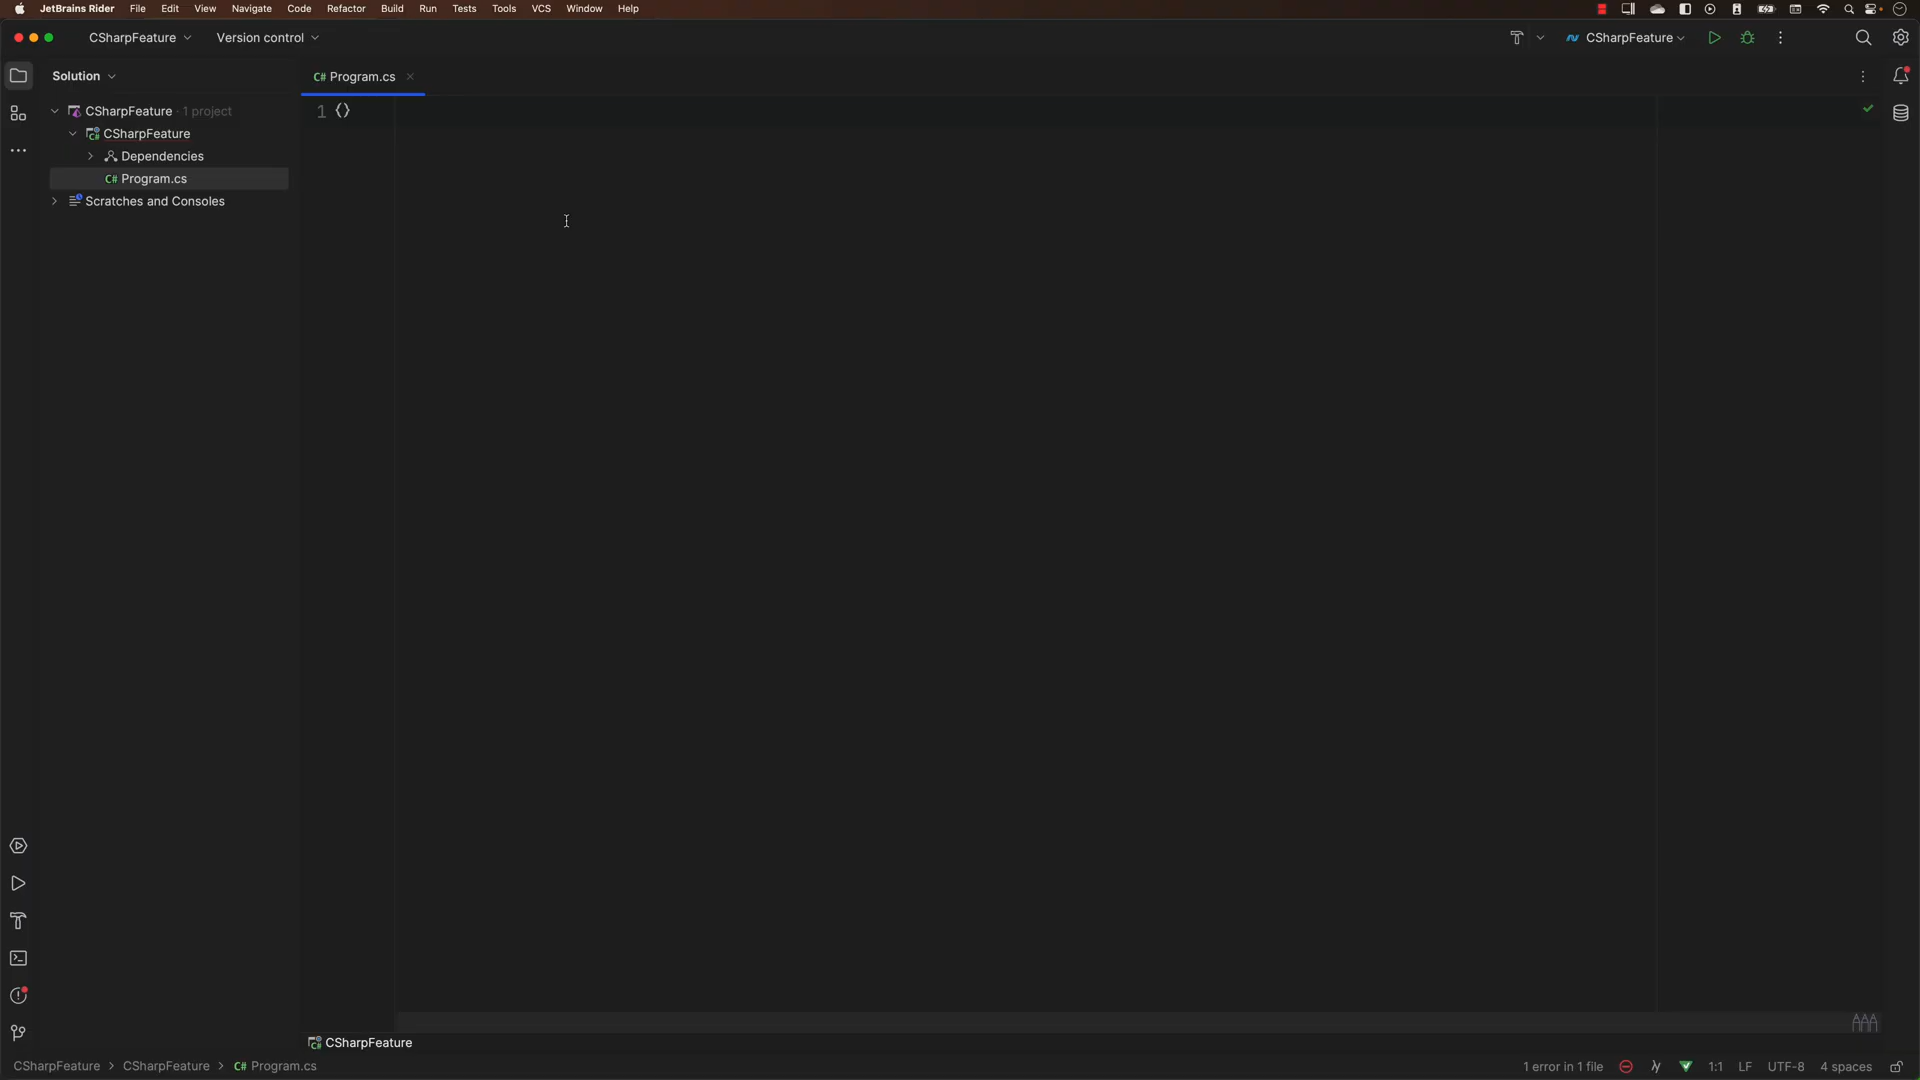 JetBrains Rider File Edit View Navigate Code Refactor Build Run Tests Tools VCS Window Help
CSharpFeature Version control CSharpFeature
Solution C# Program.cs
CSharpFeature · 1 project 1 {}
CSharpFeature
Dependencies
C# Program.cs
Scratches and Consoles
CSharpFeature
CSharpFeature > CSharpFeature > C# Program.cs 1 error in 1 file 1:1 LF UTF-8 4 spaces